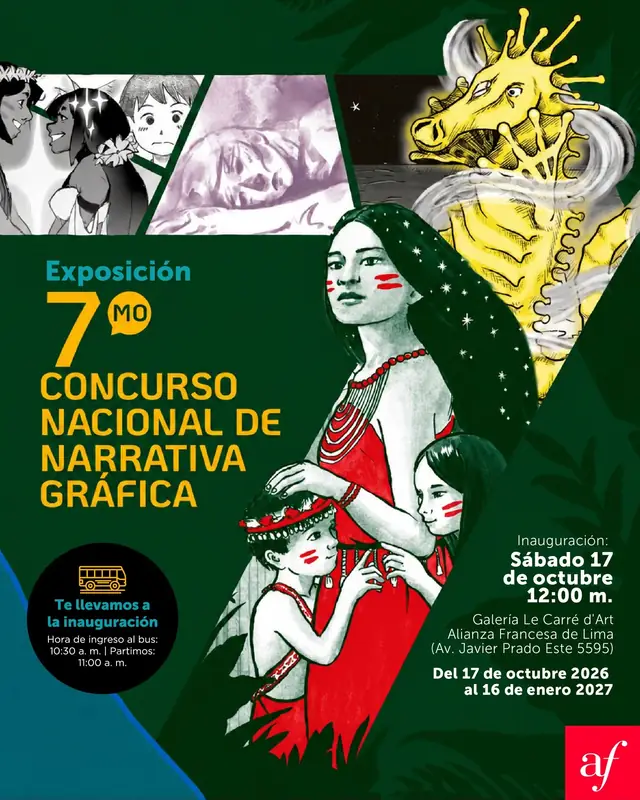 Exposición
7MO
CONCURSO
NACIONAL DE
NARRATIVA
GRÁFICA
Te llevamos a
la inauguración
Hora de ingreso al bus:
10:30 a. m. | Partimos:
11:00 a. m.
Inauguración:
Sábado 17
de octubre
12:00 m.
Galería Le Carré d'Art
Alianza Francesa de Lima
(Av. Javier Prado Este 5595)
Del 17 de octubre 2026
al 16 de enero 2027
af